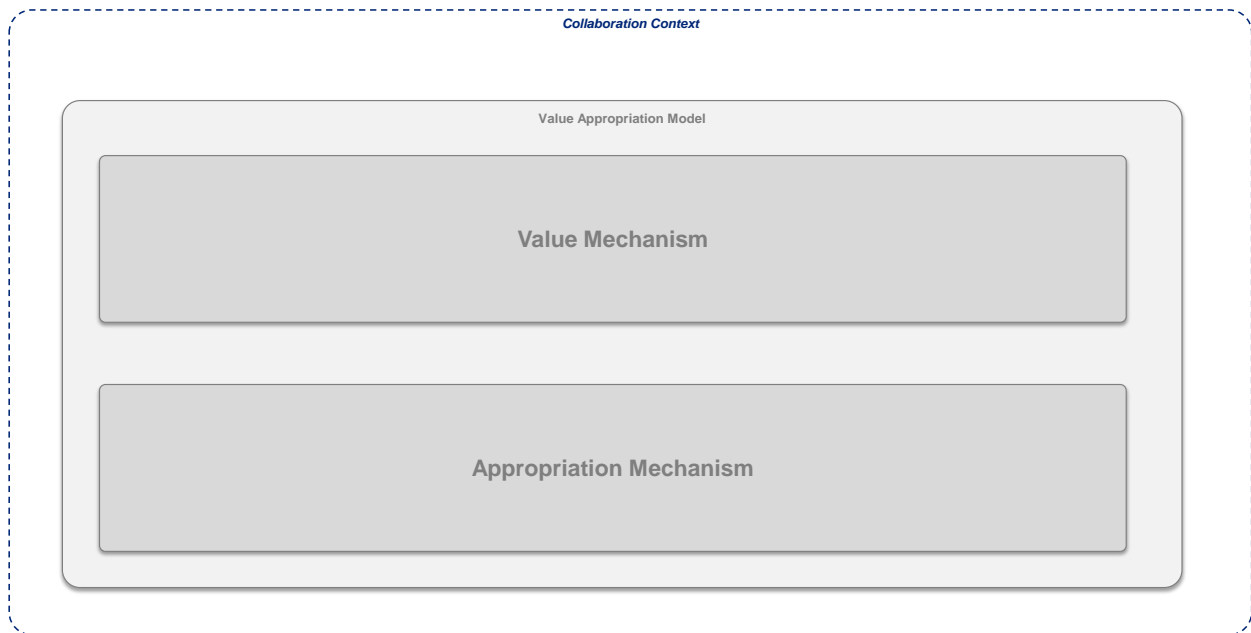 Collaboration Context
Value Appropriation Model
Value Mechanism
Appropriation Mechanism